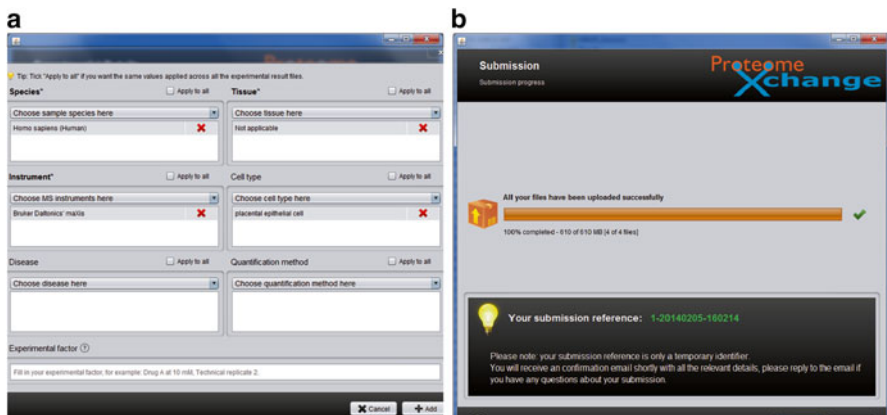 a
Tip: Tick "Apply to all" if you want the same values applied across all the experimental result files.
Species* Apply to all
Choose sample species here
Homo sapiens (Human)
Tissue* Apply to all
Choose tissue here
Not applicable
Instrument* Apply to all
Choose MS instruments here
Bruker Daltonics' maXis
Cell type Apply to all
Choose cell type here
placental epithelial cell
Disease Apply to all
Choose disease here
Quantification method Apply to all
Choose quantification method here
Experimental factor ?
Fill in your experimental factor, for example: Drug A at 10 mM, Technical replicate 2.
Cancel Add
b
Submission
Submission progress
Proteome
Xchange
All your files have been uploaded successfully
100% completed - 610 of 610 MB [4 of 4 files]
Your submission reference: 1-20140205-160214
Please note: your submission reference is only a temporary identifier.
You will receive an confirmation email shortly with all the relevant details, please reply to the email if
you have any questions about your submission.